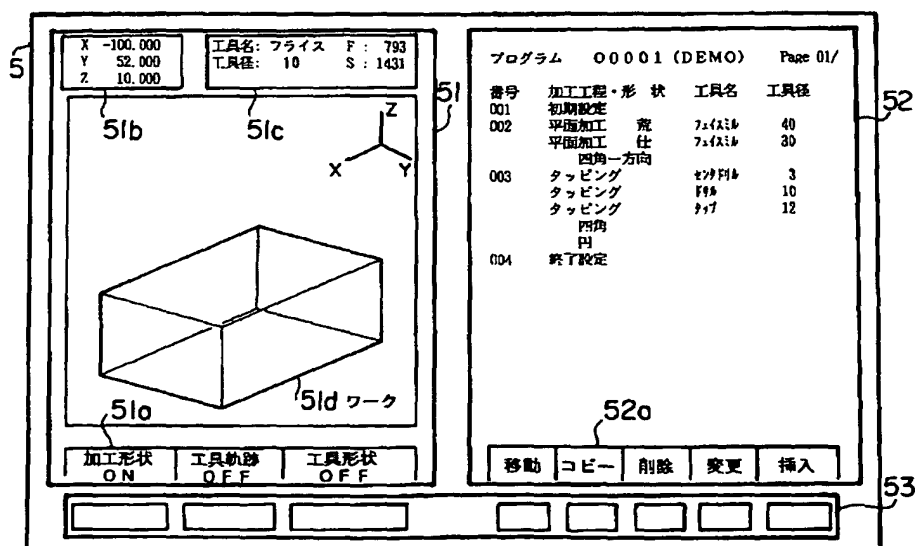 5
X -100.000
Y 52.000
Z 10.000
工具名: フライス F : 793
工具径: 10 S : 1431
51b
51c
51
Z
X
Y
51d ワーク
51a
加工形状 ON
工具軌跡 OFF
工具形状 OFF
プログラム O0001 (DEMO) Page 01/
番号 加工工程・形 状 工具名 工具径
001 初期設定
002 平面加工 荒 フェイスミル 40
平面加工 仕 フェイスミル 30
四角一方向
003 タッピング センタドリル 3
タッピング ドリル 10
タッピング タップ 12
四角
円
004 終了設定
52
52a
移動 コピー 削除 変更 挿入
53